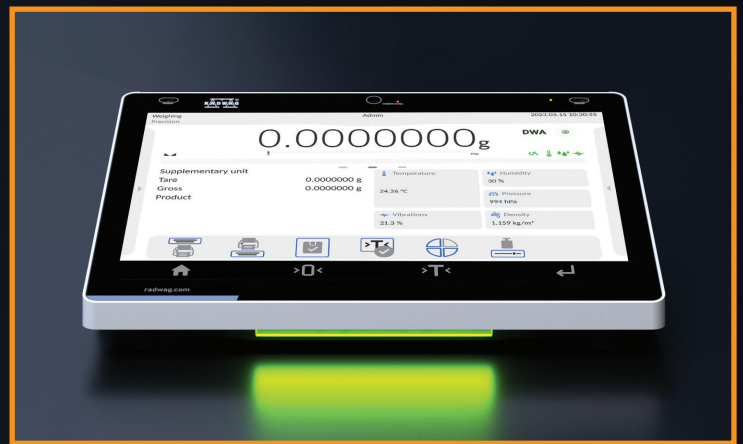 RADWAG
Weighing Admin 2023.05.15 10:20:55
Precision
0.0000000 g DWA
Max
Supplementary unit
Tare 0.0000000 g
Gross 0.0000000 g
Product
Temperature
24.26 °C
Humidity
30 %
Pressure
994 hPa
Vibrations
21.3 %
Density
1.159 kg/m³
>T<
>0< >T<
radwag.com